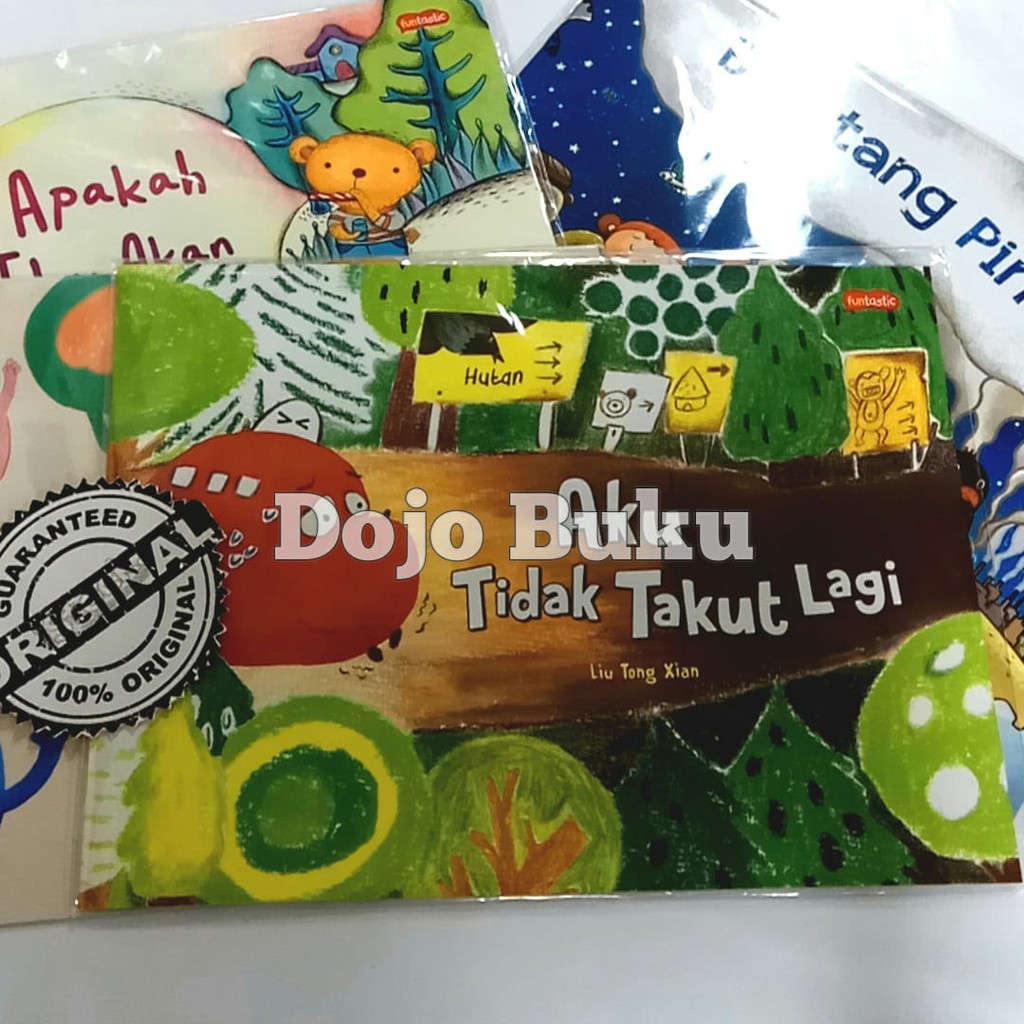 funtastic
Apakah
Akan
tang Pin
funtastic
Hutan
Aku
Tidak Takut Lagi
Liu Tong Xian
Dojo Buku
GUARANTEED
ORIGINAL
100% ORIGINAL